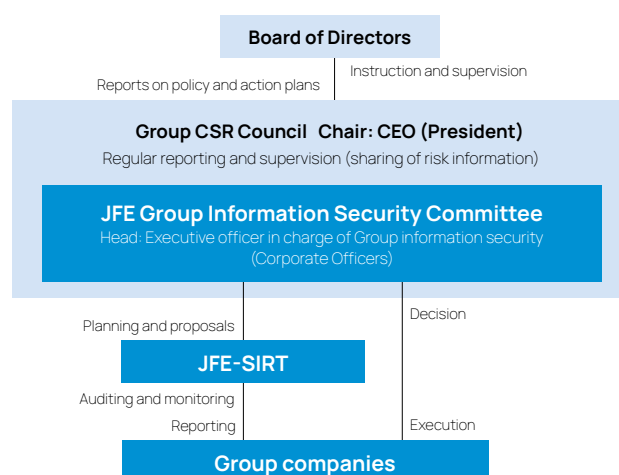 Board of Directors
Instruction and supervision
Reports on policy and action plans
Group CSR Council Chair: CEO (President)
Regular reporting and supervision (sharing of risk information)
JFE Group Information Security Committee
Head: Executive officer in charge of Group information security
(Corporate Officers)
Decision
Planning and proposals
JFE-SIRT
Auditing and monitoring
Reporting
Execution
Group companies